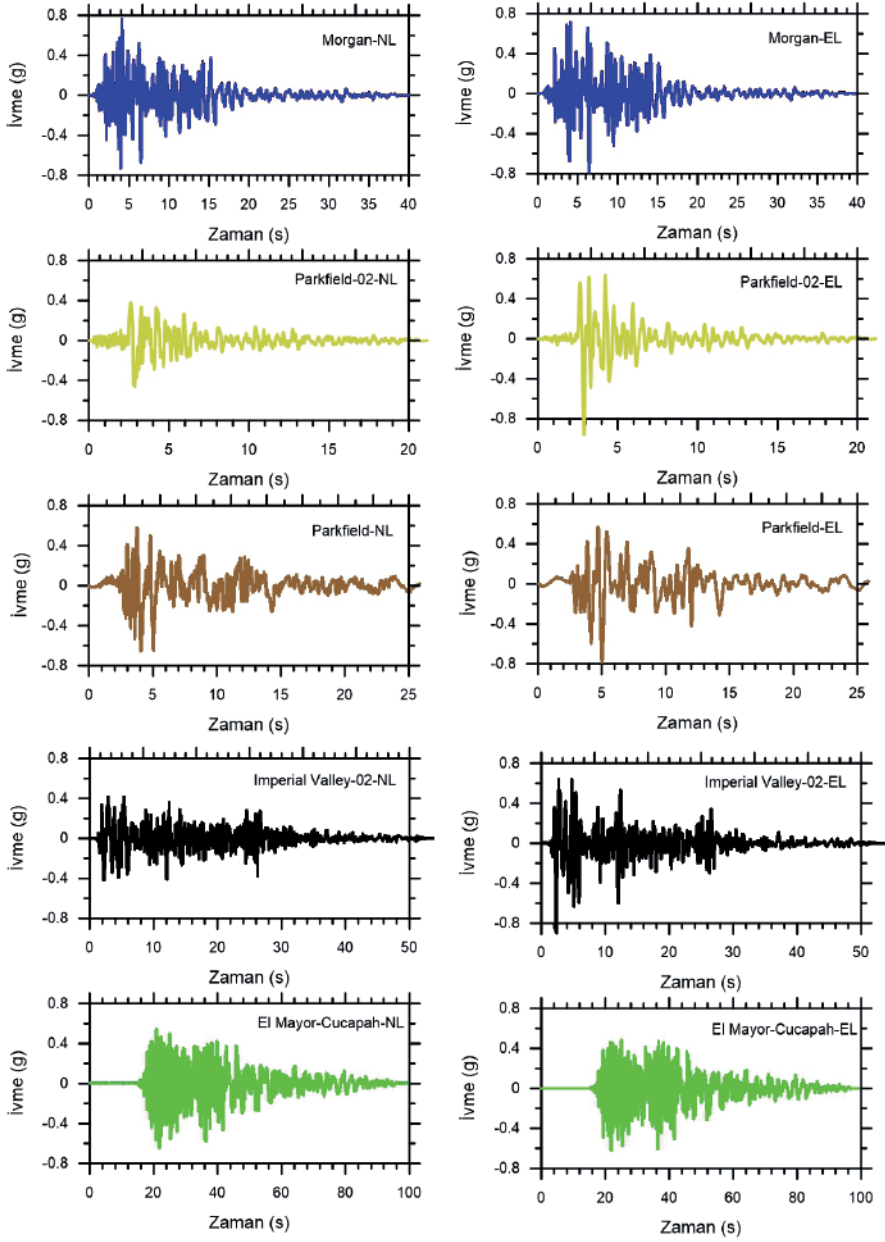 Morgan-NL
İvme (g)
0.8
0.4
0
-0.4
-0.8
0 5 10 15 20 25 30 35 40
Zaman (s)
Morgan-EL
İvme (g)
0.8
0.4
0
-0.4
-0.8
0 5 10 15 20 25 30 35 40
Zaman (s)
Parkfield-02-NL
İvme (g)
0.8
0.4
0
-0.4
-0.8
0 5 10 15 20
Zaman (s)
Parkfield-02-EL
İvme (g)
0.8
0.4
0
-0.4
-0.8
0 5 10 15 20
Zaman (s)
Parkfield-NL
İvme (g)
0.8
0.4
0
-0.4
-0.8
0 5 10 15 20 25
Zaman (s)
Parkfield-EL
İvme (g)
0.8
0.4
0
-0.4
-0.8
0 5 10 15 20 25
Zaman (s)
Imperial Valley-02-NL
İvme (g)
0.8
0.4
0
-0.4
-0.8
0 10 20 30 40 50
Zaman (s)
Imperial Valley-02-EL
İvme (g)
0.8
0.4
0
-0.4
-0.8
0 10 20 30 40 50
Zaman (s)
El Mayor-Cucapah-NL
İvme (g)
0.8
0.4
0
-0.4
-0.8
0 20 40 60 80 100
Zaman (s)
El Mayor-Cucapah-EL
İvme (g)
0.8
0.4
0
-0.4
-0.8
0 20 40 60 80 100
Zaman (s)